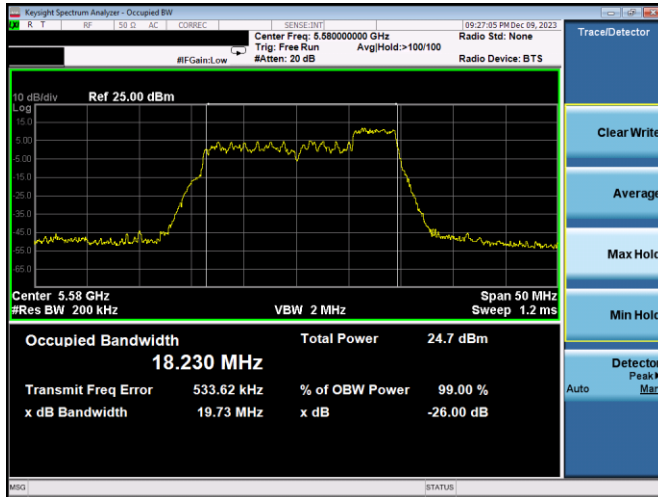 Keysight Spectrum Analyzer - Occupied BW
R T RF 50 Ω AC CORREC SENSE:INT 09:27:05 PM Dec 09, 2023
Center Freq: 5.580000000 GHz Radio Std: None
Trig: Free Run Avg|Hold:>100/100
#IFGain:Low #Atten: 20 dB Radio Device: BTS
10 dB/div Ref 25.00 dBm
Log
15.0
5.00
-5.00
-15.0
-25.0
-35.0
-45.0
-55.0
-65.0
Center 5.58 GHz Span 50 MHz
#Res BW 200 kHz VBW 2 MHz Sweep 1.2 ms
Occupied Bandwidth Total Power 24.7 dBm
18.230 MHz
Transmit Freq Error 533.62 kHz % of OBW Power 99.00 %
x dB Bandwidth 19.73 MHz x dB -26.00 dB
MSG STATUS
Trace/Detector
Clear Write
Average
Max Hold
Min Hold
Detector
Peak
Auto Man